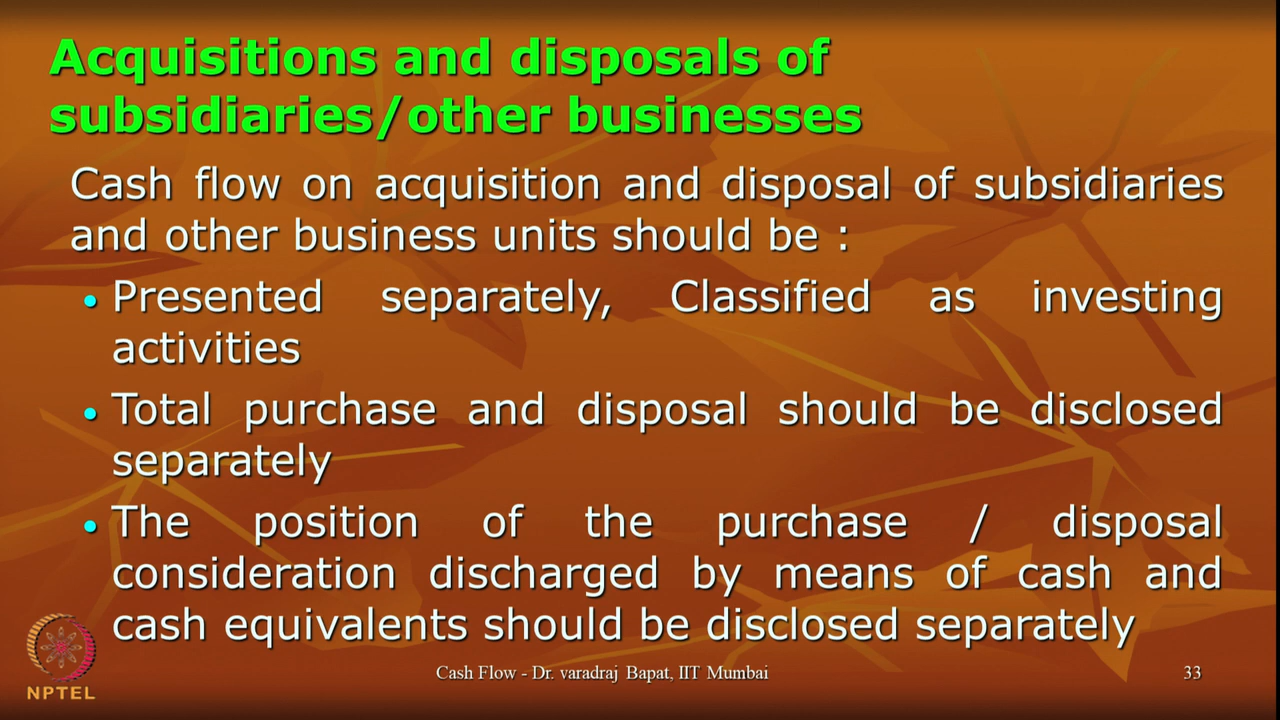 Acquisitions and disposals of
subsidiaries/other businesses
Cash flow on acquisition and disposal of subsidiaries
and other business units should be :
• Presented separately, Classified as investing
activities
• Total purchase and disposal should be disclosed
separately
• The position of the purchase / disposal
consideration discharged by means of cash and
cash equivalents should be disclosed separately
NPTEL
Cash Flow - Dr. varadraj Bapat, IIT Mumbai
33